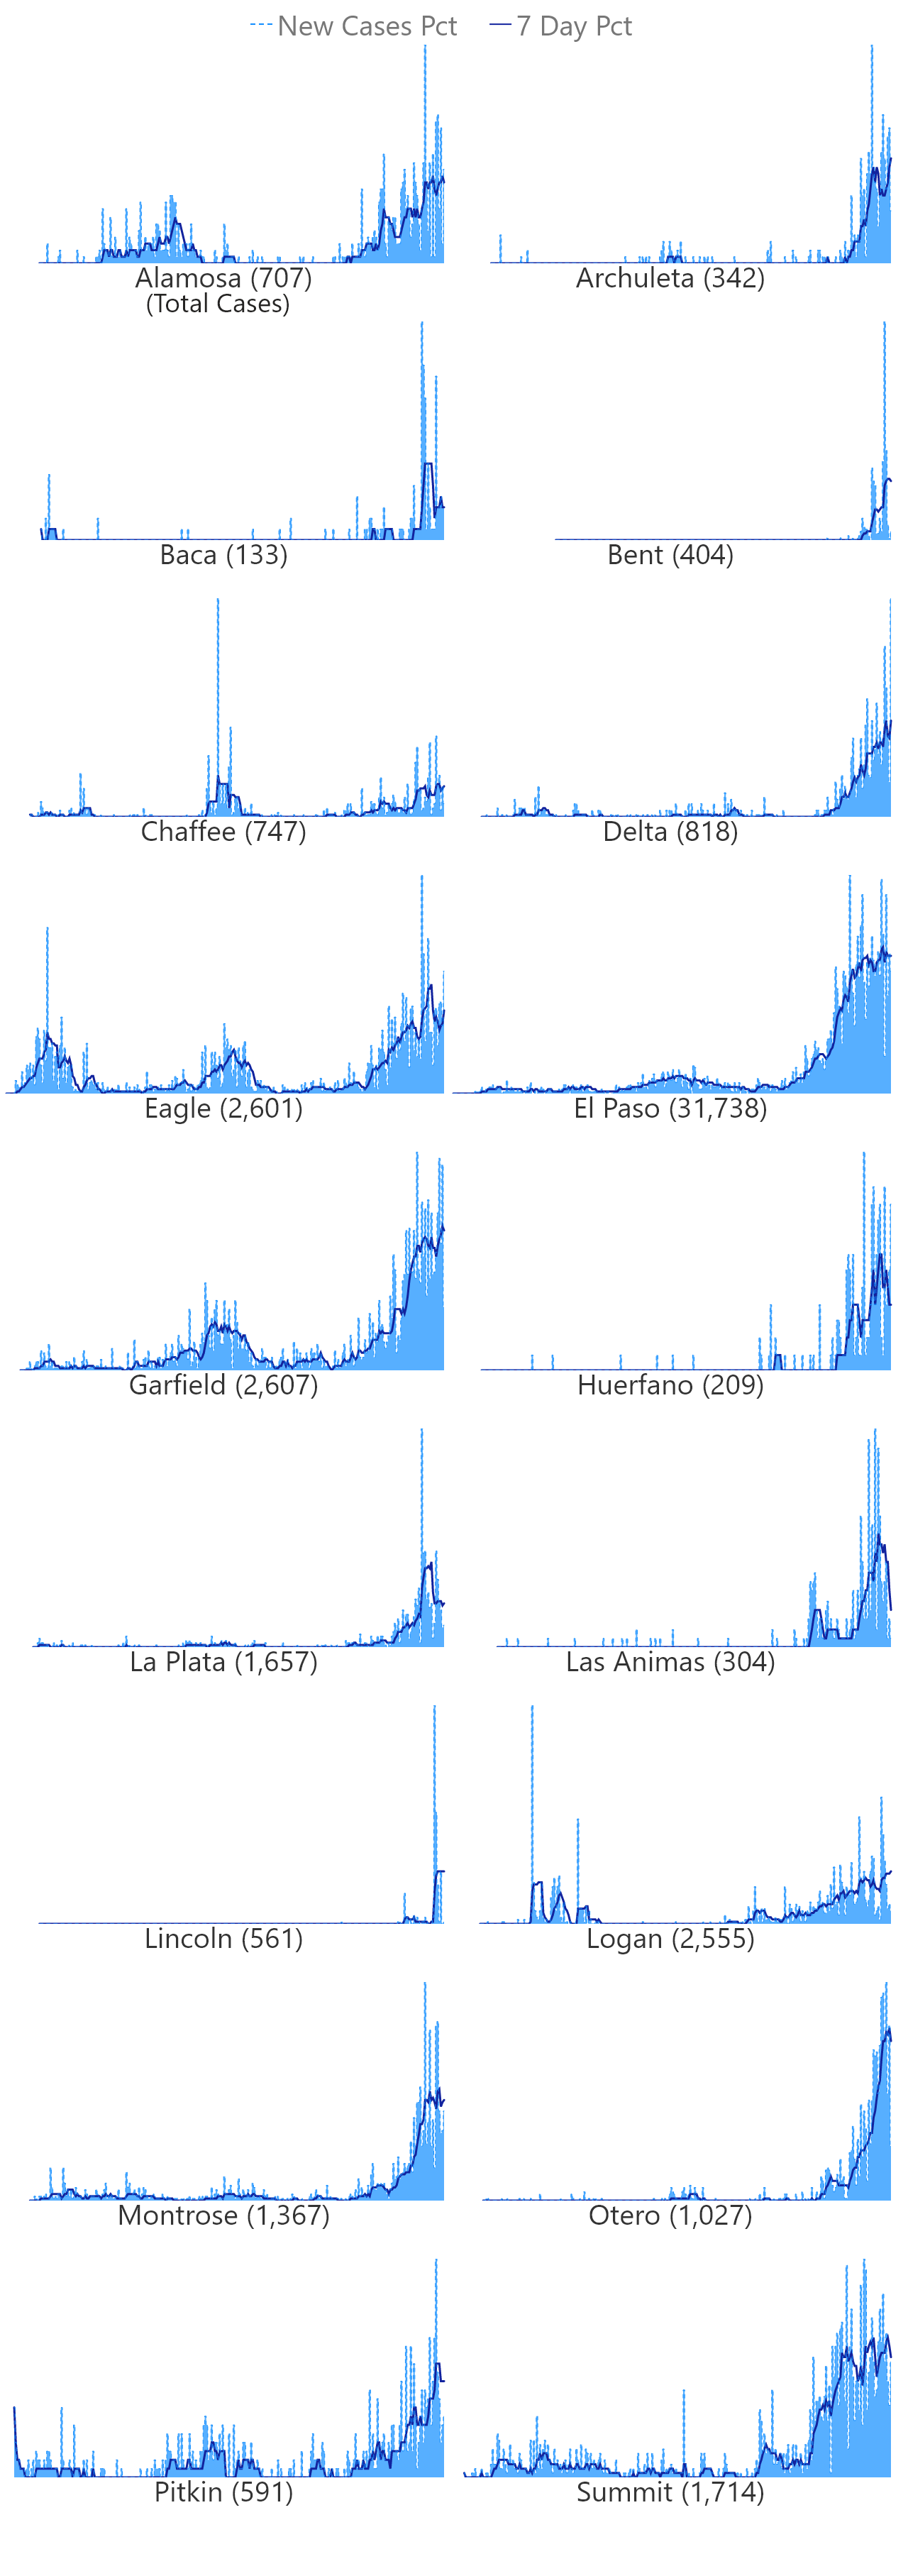 New Cases Pct 7 Day Pct
Alamosa (707) Archuleta (342)
(Total Cases)
Baca (133) Bent (404)
Chaffee (747) Delta (818)
Eagle (2,601) El Paso (31,738)
Garfield (2,607) Huerfano (209)
La Plata (1,657) Las Animas (304)
Lincoln (561) Logan (2,555)
Montrose (1,367) Otero (1,027)
Pitkin (591) Summit (1,714)